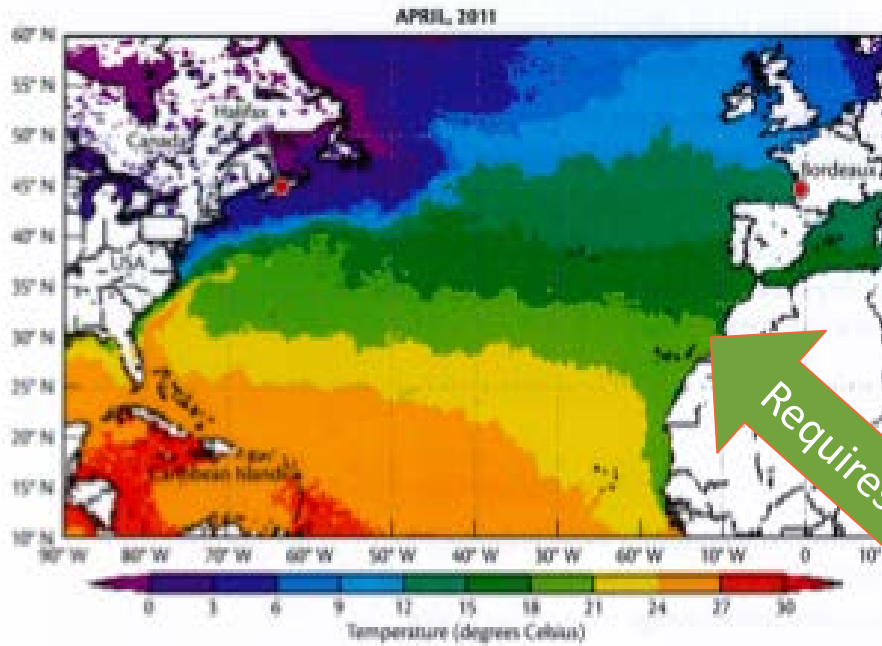 APRIL, 2011
60° N
55° N
50° N
45° N
40° N
35° N
30° N
25° N
20° N
15° N
10° N
Halifax
Canada
Bordeaux
USA
Caribbean Islands
Requires
90° W 80° W 70° W 60° W 50° W 40° W 30° W 60° W 10° W 0 10°
0 3 6 9 12 15 18 21 24 27 30
Temperature (degrees Celsius)